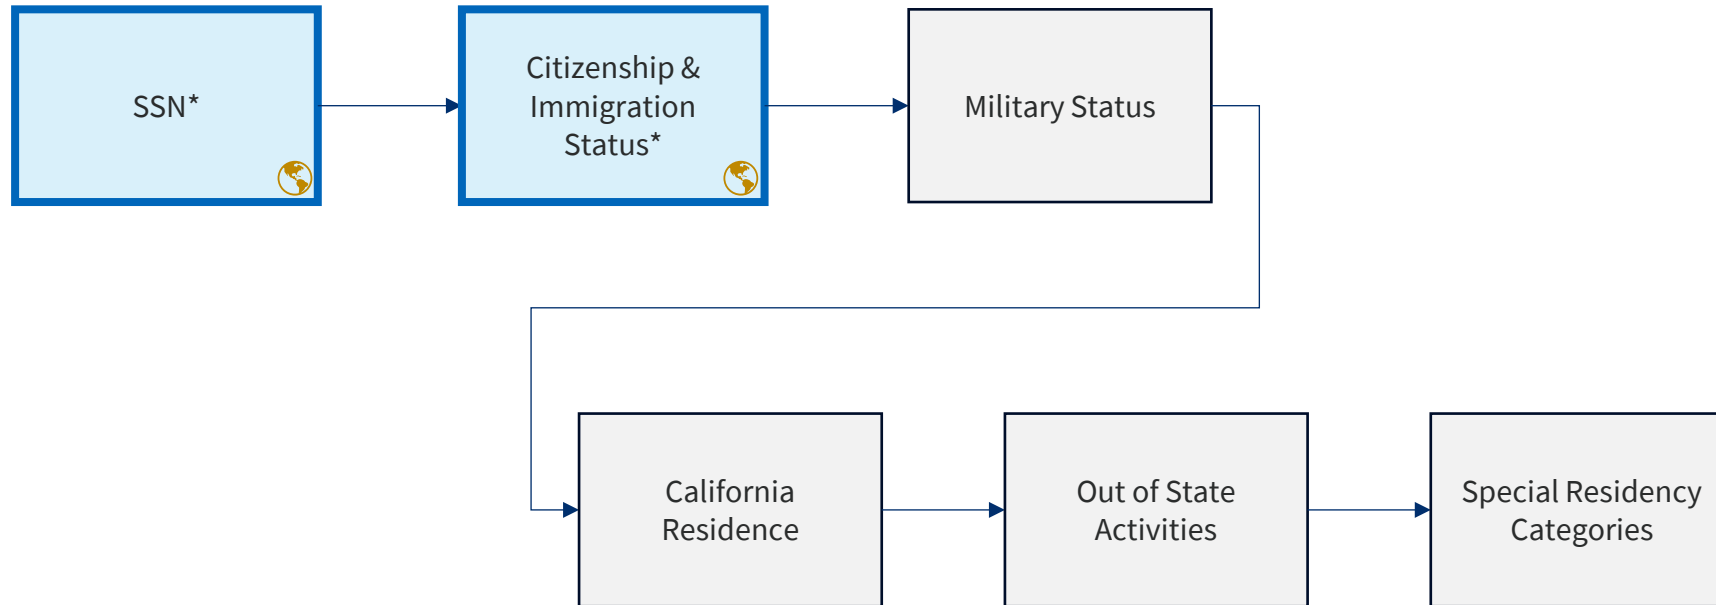 SSN*
Citizenship &
Immigration
Status*
Military Status
California
Residence
Out of State
Activities
Special Residency
Categories